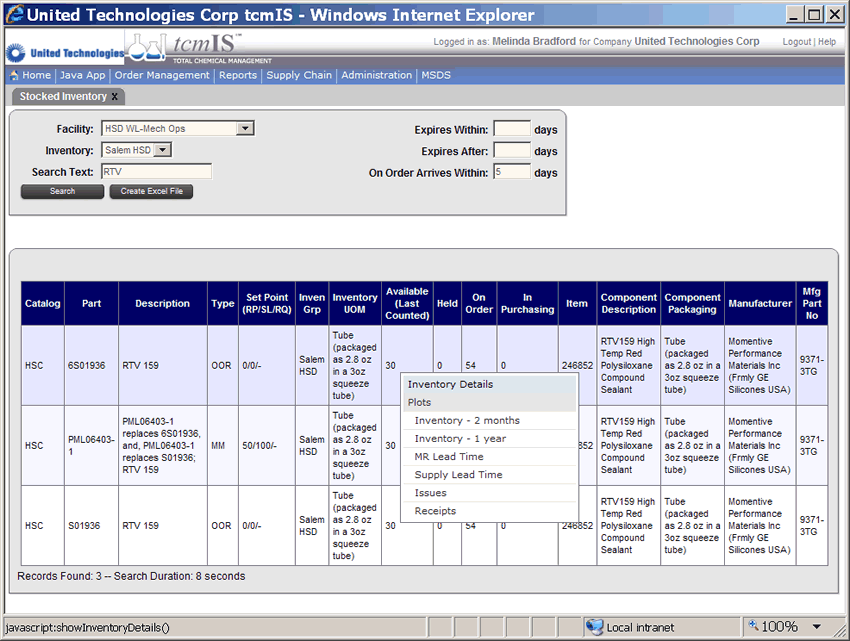 United Technologies Corp tcmIS - Windows Internet Explorer
United Technologies
tcmIS™
TOTAL CHEMICAL MANAGEMENT
Logged in as: Melinda Bradford for Company United Technologies Corp
Logout | Help
Home | Java App | Order Management | Reports | Supply Chain | Administration | MSDS
Stocked Inventory X
Facility: HSD WL-Mech Ops
Expires Within: days
Inventory: Salem HSD
Expires After: days
Search Text: RTV
On Order Arrives Within: 5 days
Search
Create Excel File
Catalog
Part
Description
Type
Set Point
(RP/SL/RQ)
Inven
Grp
Inventory
UOM
Available
(Last
Counted)
Held
On
Order
In
Purchasing
Item
Component
Description
Component
Packaging
Manufacturer
Mfg
Part
No
HSC
6S01936
RTV 159
OOR
0/0/-
Salem
HSD
Tube
(packaged
as 2.8 oz
in a 3oz
squeeze
tube)
30
0
54
0
246852
RTV159 High
Temp Red
Polysiloxane
Compound
Sealant
Tube
(packaged
as 2.8 oz in a
3oz squeeze
tube)
Momentive
Performance
Materials Inc
(Frmly GE
Silicones USA)
9371-
3TG
HSC
PML06403-
1
PML06403-1
replaces 6S01936,
and, PML06403-1
replaces S01936;
RTV 159
MM
50/100/-
Salem
HSD
Tube
(packaged
as 2.8 oz
in a 3oz
squeeze
tube)
30
RTV159 High
Temp Red
Polysiloxane
Compound
Sealant
Tube
(packaged
as 2.8 oz in a
3oz squeeze
tube)
Momentive
Performance
Materials Inc
(Frmly GE
Silicones USA)
9371-
3TG
HSC
S01936
RTV 159
OOR
0/0/-
Salem
HSD
Tube
(packaged
as 2.8 oz
in a 3oz
squeeze
tube)
30
0
54
0
246852
RTV159 High
Temp Red
Polysiloxane
Compound
Sealant
Tube
(packaged
as 2.8 oz in a
3oz squeeze
tube)
Momentive
Performance
Materials Inc
(Frmly GE
Silicones USA)
9371-
3TG
Inventory Details
Plots
Inventory - 2 months
Inventory - 1 year
MR Lead Time
Supply Lead Time
Issues
Receipts
Records Found: 3 -- Search Duration: 8 seconds
javascript:showInventoryDetails()
Local intranet
100%